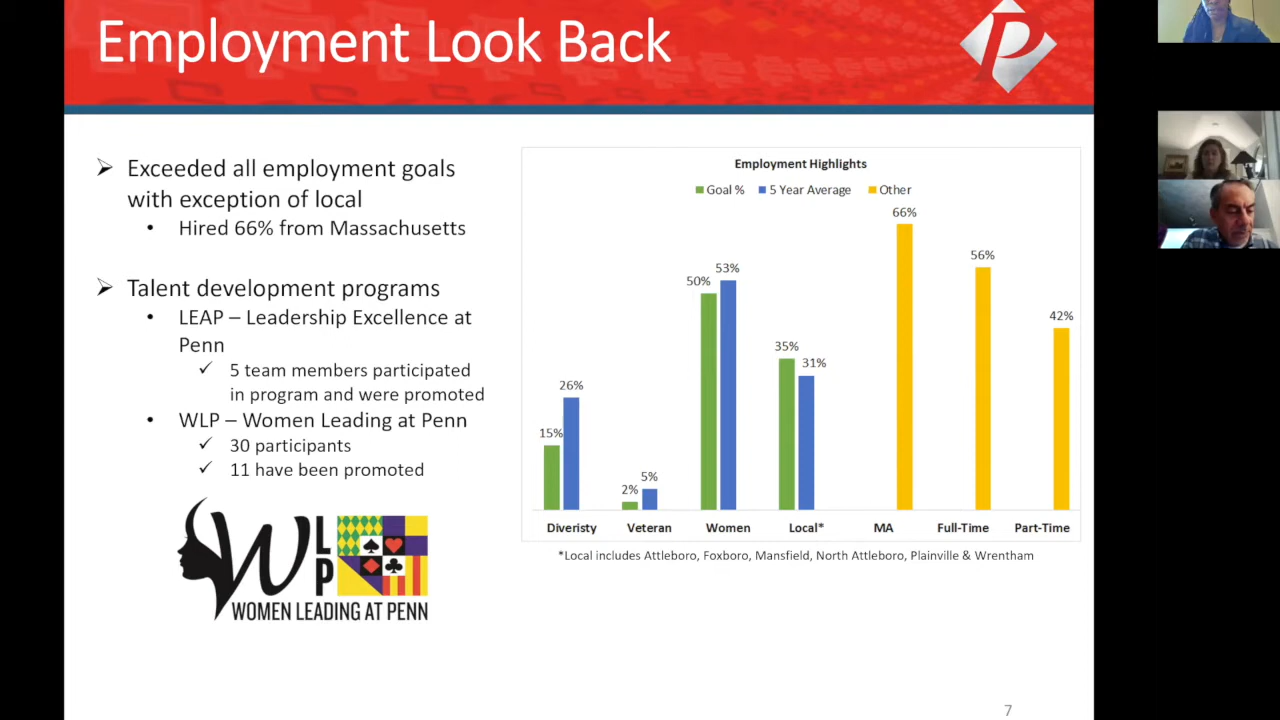 Employment Look Back
P
➢ Exceeded all employment goals
with exception of local
• Hired 66% from Massachusetts
➢ Talent development programs
• LEAP – Leadership Excellence at
Penn
✓ 5 team members participated
in program and were promoted
• WLP – Women Leading at Penn
✓ 30 participants
✓ 11 have been promoted
W L P
WOMEN LEADING AT PENN
Employment Highlights
Goal % 5 Year Average Other
15% 26% 2% 5% 50% 53% 35% 31% 66% 56% 42%
Diveristy Veteran Women Local* MA Full-Time Part-Time
*Local includes Attleboro, Foxboro, Mansfield, North Attleboro, Plainville & Wrentham
7